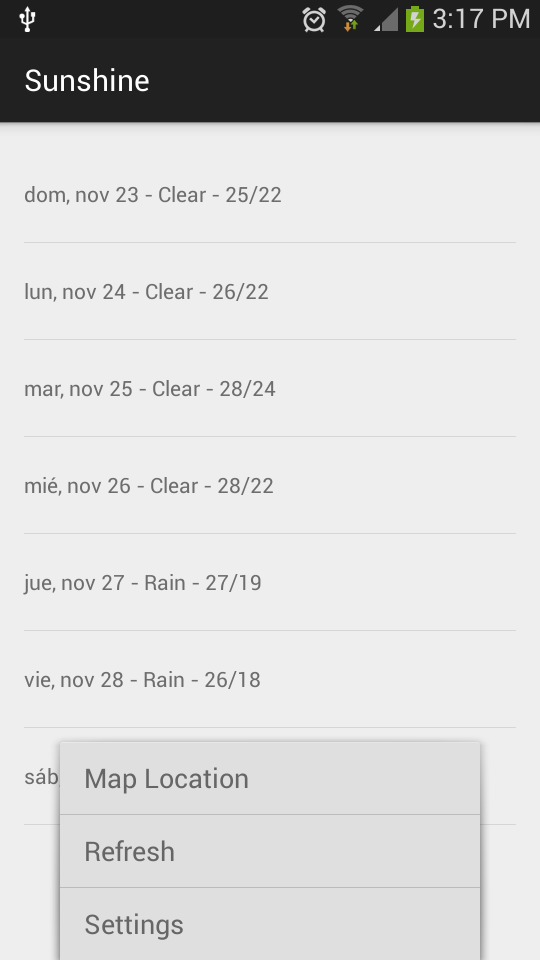 3:17 PM
Sunshine
dom, nov 23 - Clear - 25/22
lun, nov 24 - Clear - 26/22
mar, nov 25 - Clear - 28/24
mié, nov 26 - Clear - 28/22
jue, nov 27 - Rain - 27/19
vie, nov 28 - Rain - 26/18
sáb,
Map Location
Refresh
Settings